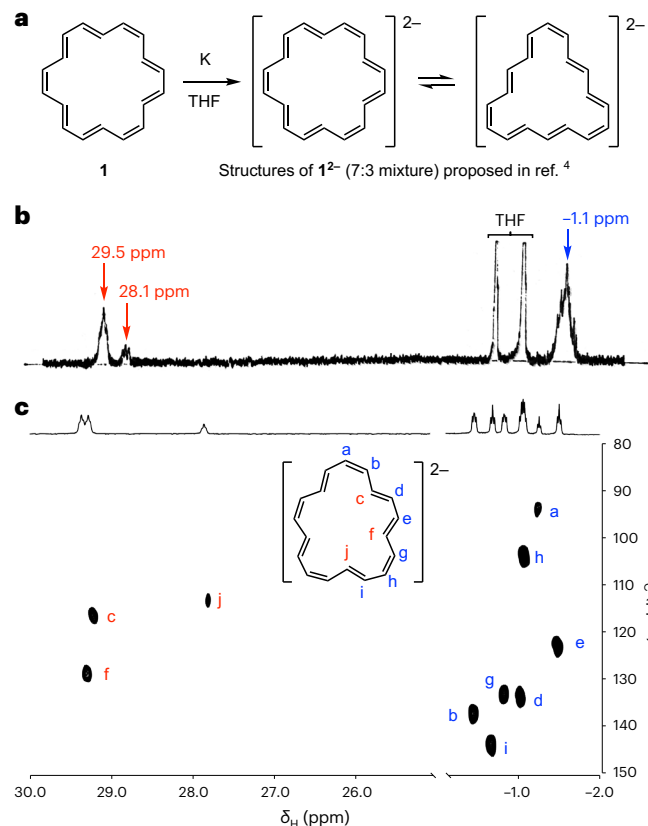 a
K
THF
2–
2–
1
Structures of 1²⁻ (7:3 mixture) proposed in ref. ⁴
b
29.5 ppm
28.1 ppm
THF
–1.1 ppm
c
80
90
100
110
120
130
140
150
2–
a
b
c
d
e
f
g
h
i
j
a
h
j
c
f
e
g
d
b
i
30.0
29.0
28.0
27.0
26.0
–1.0
–2.0
δH (ppm)